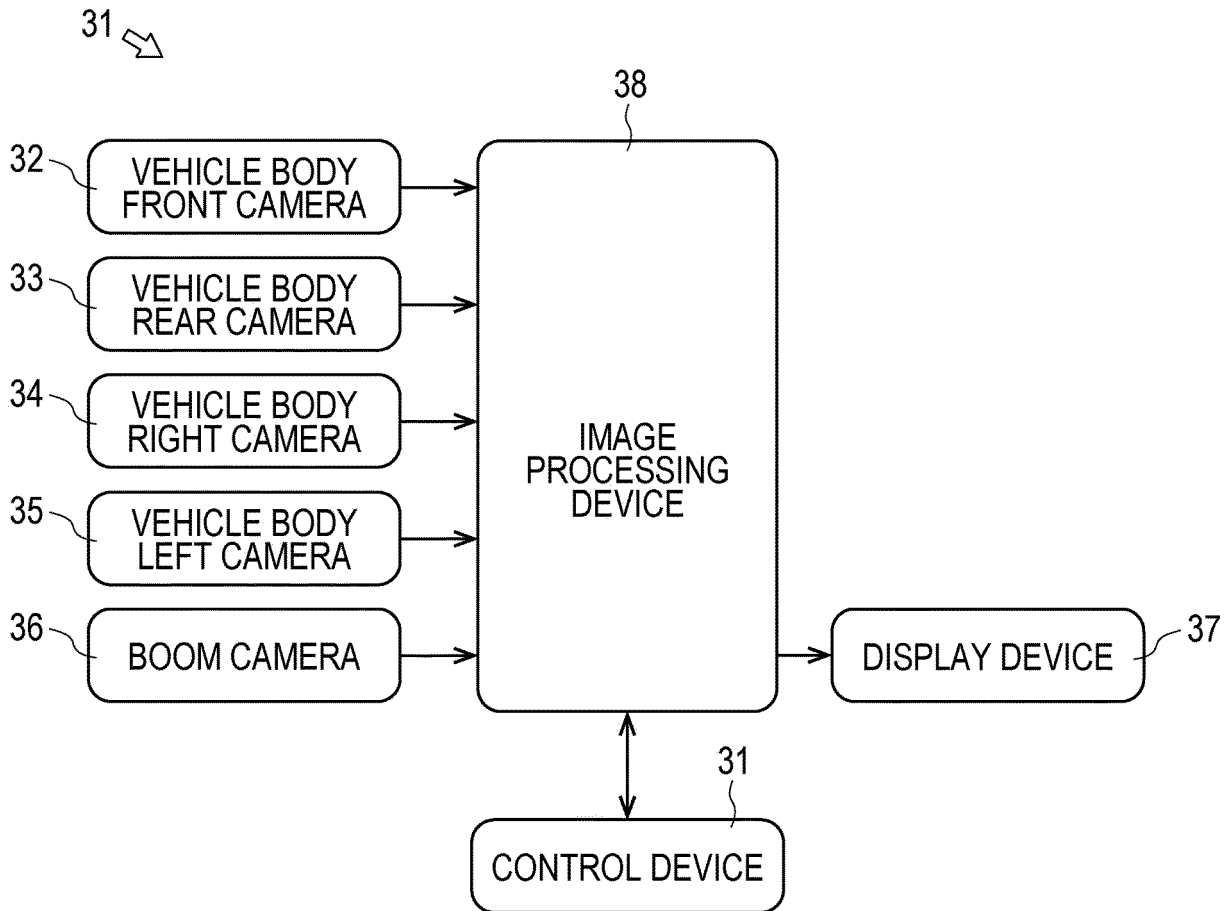 31
38
32
VEHICLE BODY
FRONT CAMERA
33
VEHICLE BODY
REAR CAMERA
34
VEHICLE BODY
RIGHT CAMERA
35
VEHICLE BODY
LEFT CAMERA
36
BOOM CAMERA
IMAGE
PROCESSING
DEVICE
DISPLAY DEVICE
37
31
CONTROL DEVICE